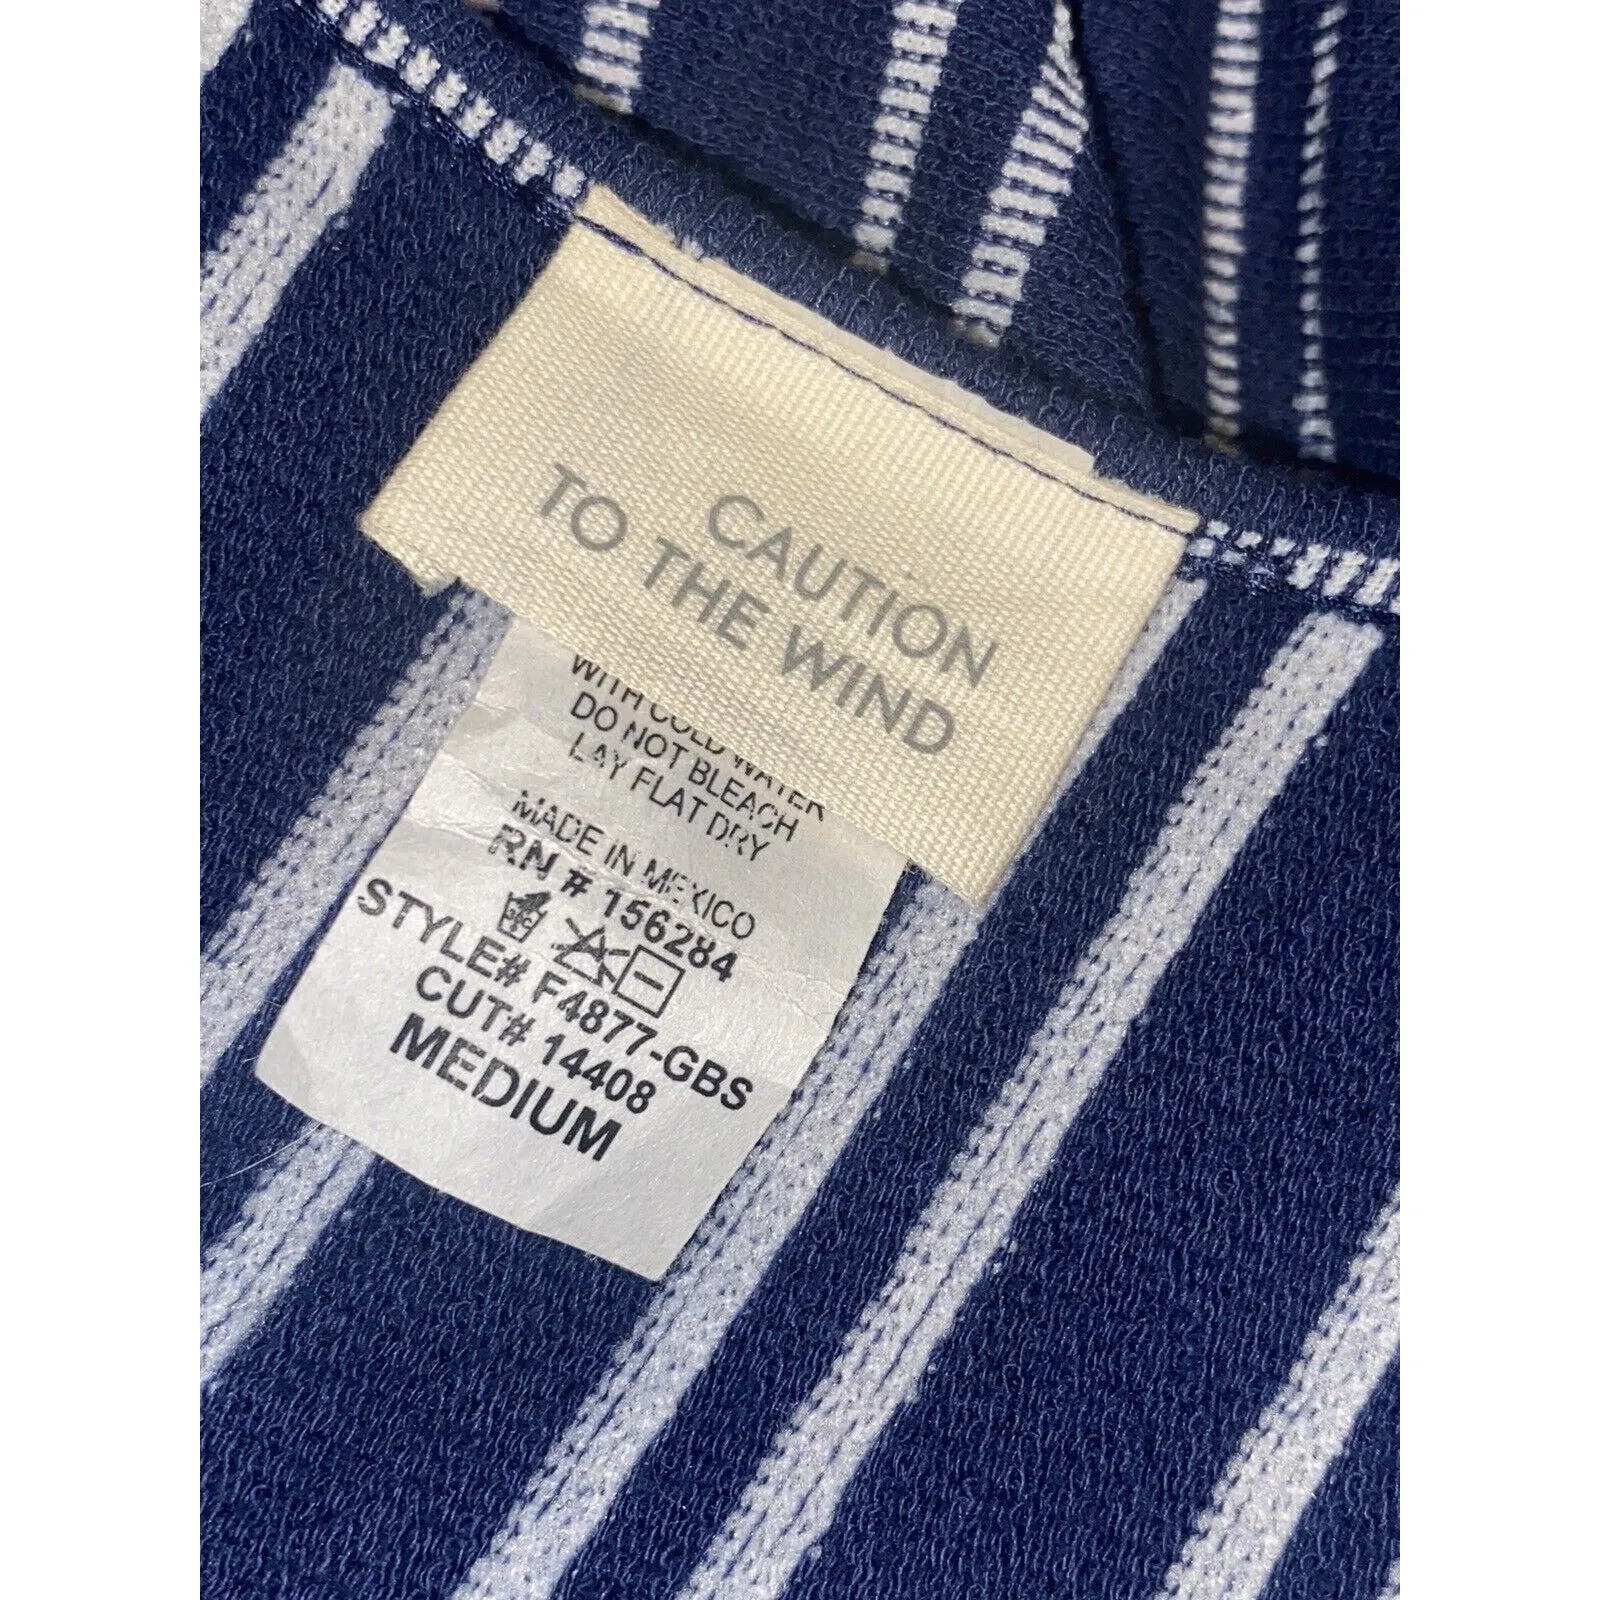 CAUTION
TO THE WIND
WITH COLD WATER
DO NOT BLEACH
LAY FLAT DRY
MADE IN MEXICO
RN # 156284
STYLE# F4877-GBS
CUT# 14408
MEDIUM